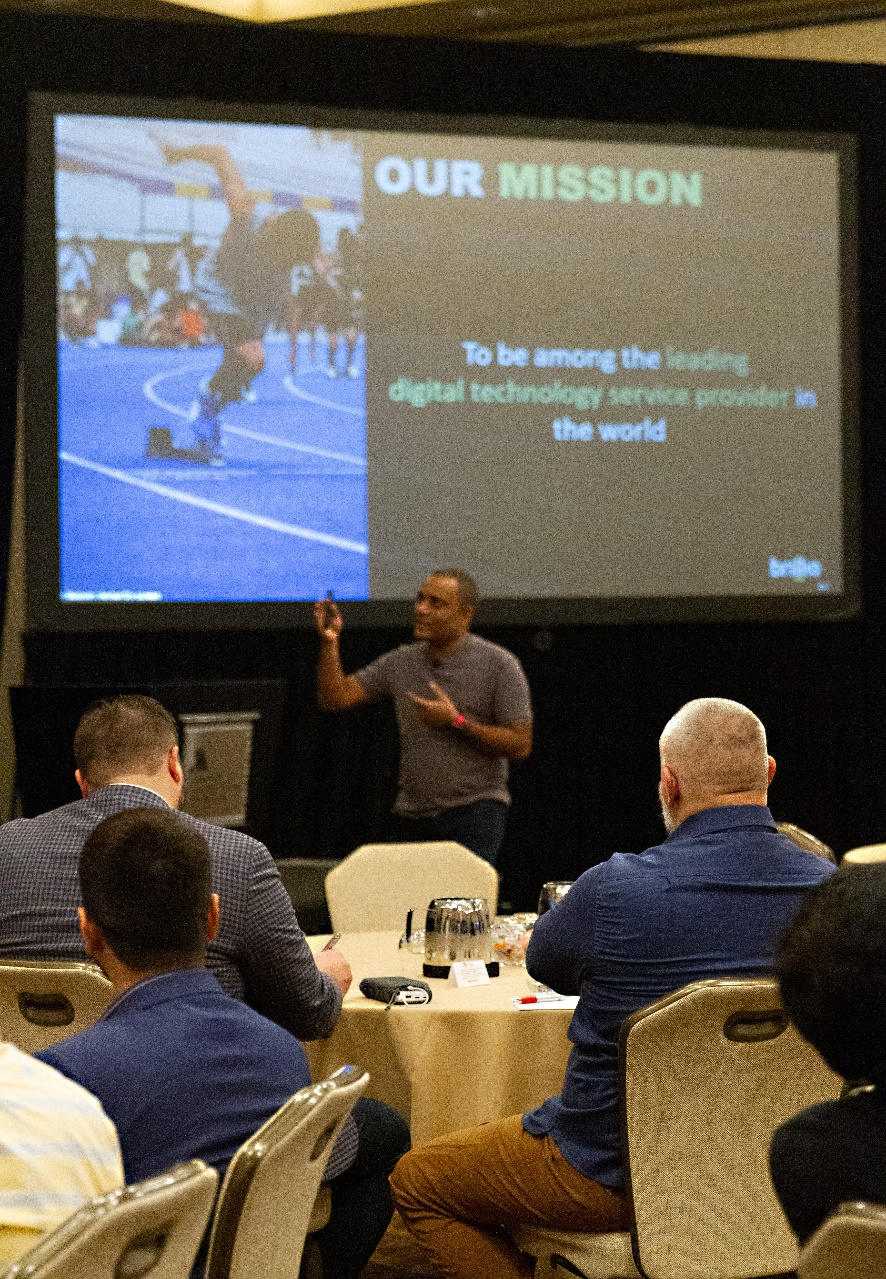 OUR MISSION
To be among the leading
digital technology service provider in
the world
brillio